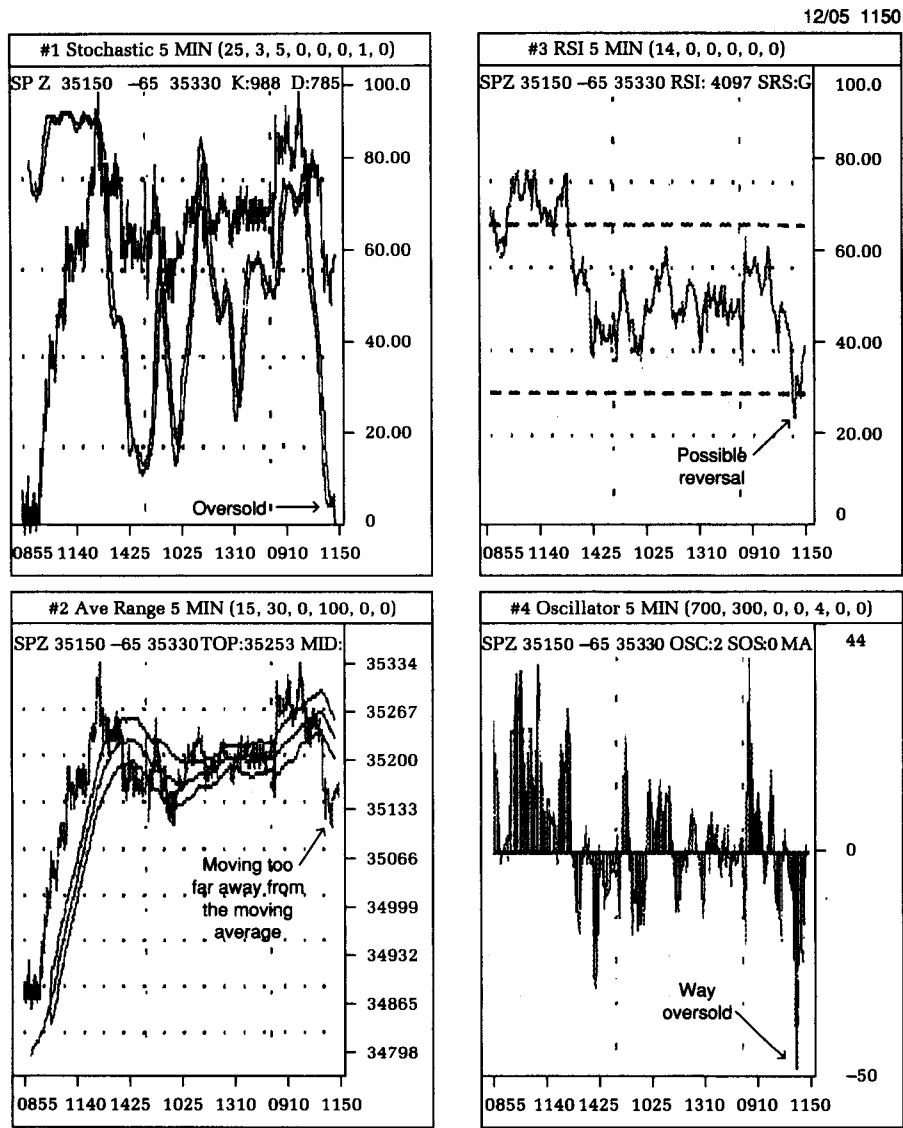 12/05 1150
#1 Stochastic 5 MIN (25, 3, 5, 0, 0, 0, 1, 0)
SP Z 35150 –65 35330 K:988 D:785
100.0
80.00
60.00
40.00
20.00
0
Oversold
0855 1140 1425 1025 1310 0910 1150
#3 RSI 5 MIN (14, 0, 0, 0, 0, 0)
SPZ 35150 –65 35330 RSI: 4097 SRS:G
100.0
80.00
60.00
40.00
20.00
0
Possible
reversal
0855 1140 1425 1025 1310 0910 1150
#2 Ave Range 5 MIN (15, 30, 0, 100, 0, 0)
SPZ 35150 –65 35330 TOP:35253 MID:
35334
35267
35200
35133
35066
34999
34932
34865
34798
Moving too
far away from
the moving
average
0855 1140 1425 1025 1310 0910 1150
#4 Oscillator 5 MIN (700, 300, 0, 0, 4, 0, 0)
SPZ 35150 –65 35330 OSC:2 SOS:0 MA
44
0
–50
Way
oversold
0855 1140 1425 1025 1310 0910 1150